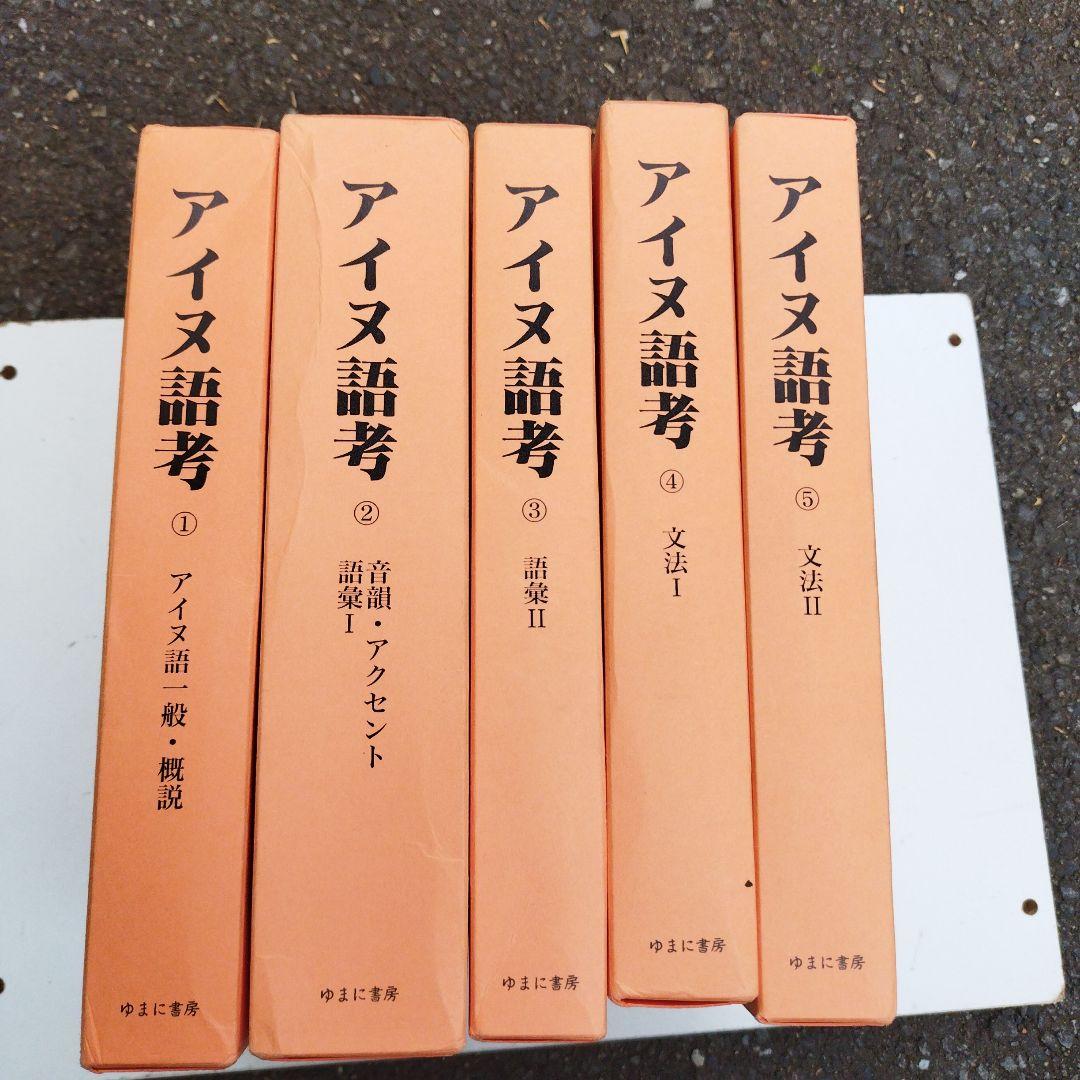 アイヌ語考
①
アイヌ語一般・概説
ゆまに書房
アイヌ語考
②
音韻・アクセント
語彙Ⅰ
ゆまに書房
アイヌ語考
③
語彙Ⅱ
ゆまに書房
アイヌ語考
④
文法Ⅰ
ゆまに書房
アイヌ語考
⑤
文法Ⅱ
ゆまに書房